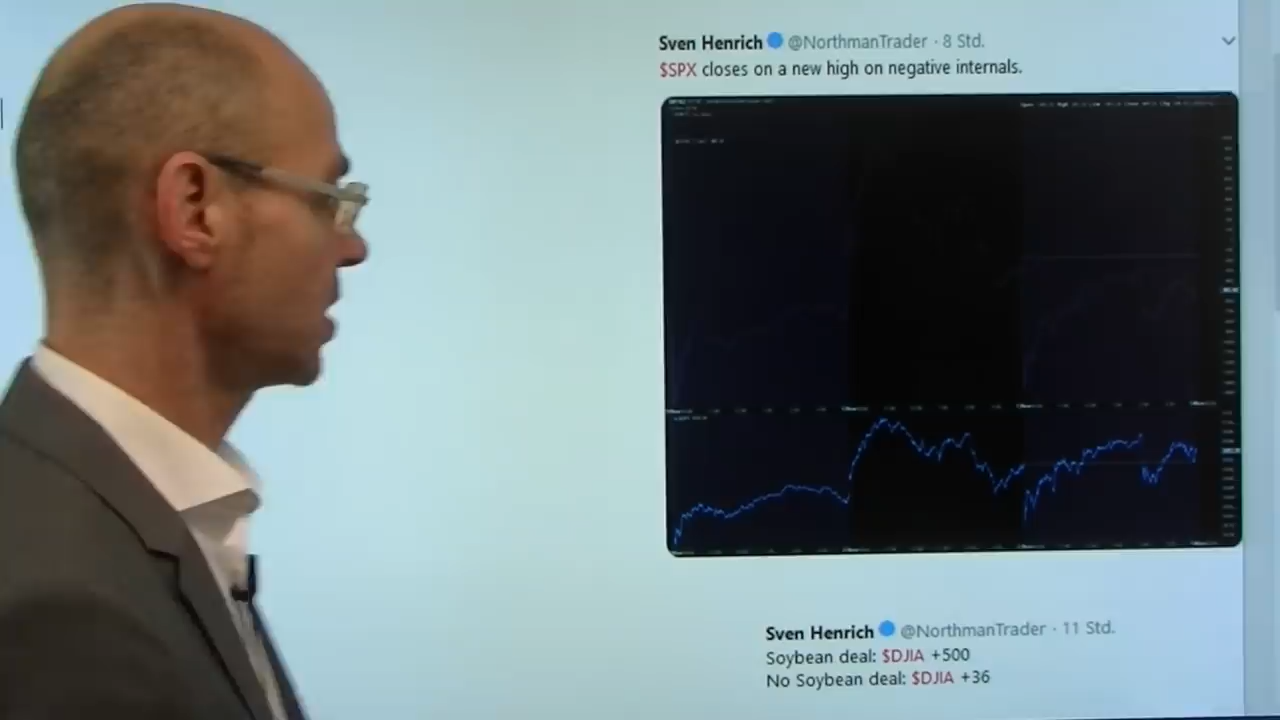 Sven Henrich @NorthmanTrader · 8 Std.
$SPX closes on a new high on negative internals.
Sven Henrich @NorthmanTrader · 11 Std.
Soybean deal: $DJIA +500
No Soybean deal: $DJIA +36